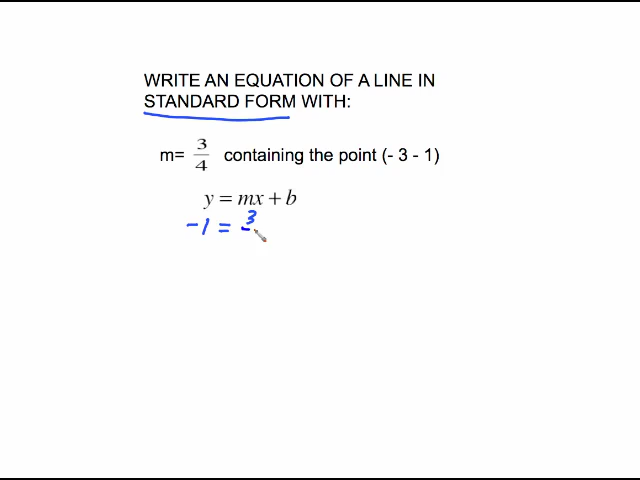 WRITE AN EQUATION OF A LINE IN
STANDARD FORM WITH:
m= 3/4 containing the point (- 3 - 1)
y = mx + b
-1 = 3